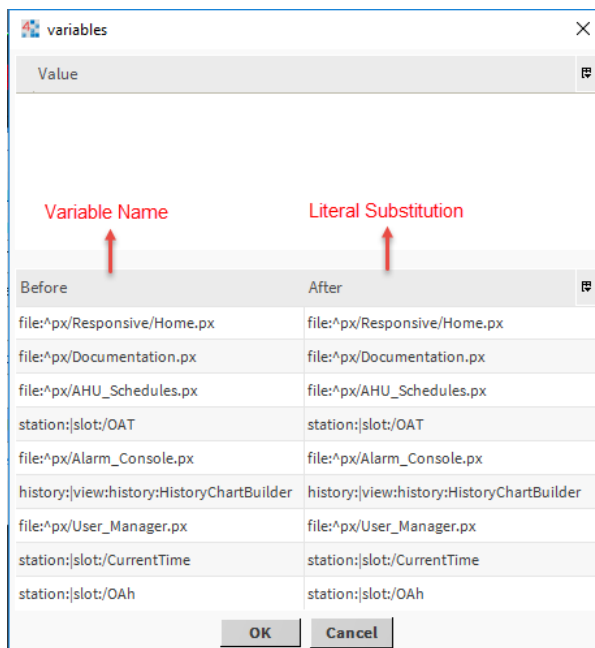 variables
Value
Variable Name Literal Substitution
Before After
file:^px/Responsive/Home.px file:^px/Responsive/Home.px
file:^px/Documentation.px file:^px/Documentation.px
file:^px/AHU_Schedules.px file:^px/AHU_Schedules.px
station:|slot:/OAT station:|slot:/OAT
file:^px/Alarm_Console.px file:^px/Alarm_Console.px
history:|view:history:HistoryChartBuilder history:|view:history:HistoryChartBuilder
file:^px/User_Manager.px file:^px/User_Manager.px
station:|slot:/CurrentTime station:|slot:/CurrentTime
station:|slot:/OAh station:|slot:/OAh
OK Cancel